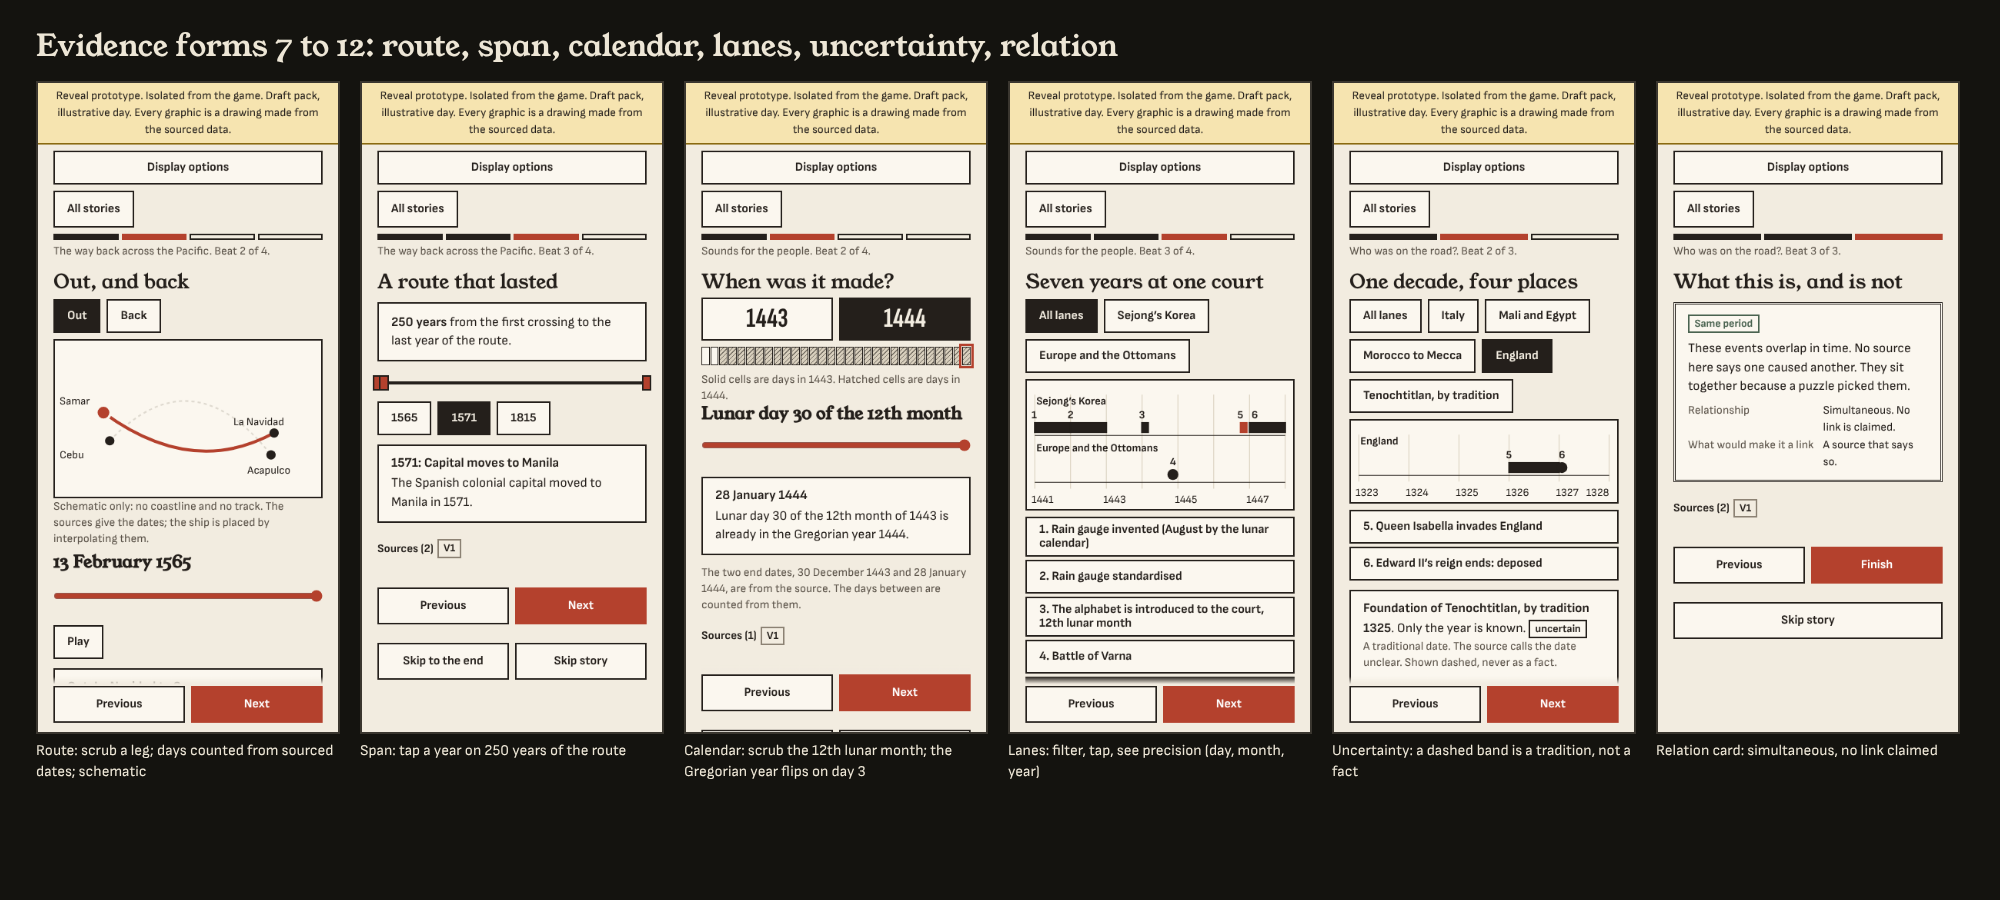 Evidence forms 7 to 12: route, span, calendar, lanes, uncertainty, relation
Reveal prototype. Isolated from the game. Draft pack,
illustrative day. Every graphic is a drawing made from
the sourced data.
Display options
All stories
The way back across the Pacific. Beat 2 of 4.
Out, and back
Out
Back
Samar
La Navidad
Cebu
Acapulco
Schematic only: no coastline and no track. The
sources give the dates; the ship is placed by
interpolating them.
13 February 1565
Play
Previous
Next
Route: scrub a leg; days counted from sourced
dates; schematic
Reveal prototype. Isolated from the game. Draft pack,
illustrative day. Every graphic is a drawing made from
the sourced data.
Display options
All stories
The way back across the Pacific. Beat 3 of 4.
A route that lasted
250 years from the first crossing to the
last year of the route.
1565
1571
1815
1571: Capital moves to Manila
The Spanish colonial capital moved to
Manila in 1571.
Sources (2) V1
Previous
Next
Skip to the end
Skip story
Span: tap a year on 250 years of the route
Reveal prototype. Isolated from the game. Draft pack,
illustrative day. Every graphic is a drawing made from
the sourced data.
Display options
All stories
Sounds for the people. Beat 2 of 4.
When was it made?
1443
1444
Solid cells are days in 1443. Hatched cells are days in
1444.
Lunar day 30 of the 12th month
28 January 1444
Lunar day 30 of the 12th month of 1443 is
already in the Gregorian year 1444.
The two end dates, 30 December 1443 and 28 January
1444, are from the source. The days between are
counted from them.
Sources (1) V1
Previous
Next
Calendar: scrub the 12th lunar month; the
Gregorian year flips on day 3
Reveal prototype. Isolated from the game. Draft pack,
illustrative day. Every graphic is a drawing made from
the sourced data.
Display options
All stories
Sounds for the people. Beat 3 of 4.
Seven years at one court
All lanes
Sejong's Korea
Europe and the Ottomans
Sejong's Korea
1 2 3 5 6
Europe and the Ottomans
4
1441 1443 1445 1447
1. Rain gauge invented (August by the lunar
calendar)
2. Rain gauge standardised
3. The alphabet is introduced to the court,
12th lunar month
4. Battle of Varna
Previous
Next
Lanes: filter, tap, see precision (day, month,
year)
Reveal prototype. Isolated from the game. Draft pack,
illustrative day. Every graphic is a drawing made from
the sourced data.
Display options
All stories
Who was on the road?. Beat 2 of 3.
One decade, four places
All lanes
Italy
Mali and Egypt
Morocco to Mecca
England
Tenochtitlan, by tradition
England
5 6
1323 1324 1325 1326 1327 1328
5. Queen Isabella invades England
6. Edward II's reign ends: deposed
Foundation of Tenochtitlan, by tradition
1325. Only the year is known. uncertain
A traditional date. The source calls the date
unclear. Shown dashed, never as a fact.
Previous
Next
Uncertainty: a dashed band is a tradition, not a
fact
Reveal prototype. Isolated from the game. Draft pack,
illustrative day. Every graphic is a drawing made from
the sourced data.
Display options
All stories
Who was on the road?. Beat 3 of 3.
What this is, and is not
Same period
These events overlap in time. No source
here says one caused another. They sit
together because a puzzle picked them.
Relationship
Simultaneous. No
link is claimed.
What would make it a link
A source that says
so.
Sources (2) V1
Previous
Finish
Skip story
Relation card: simultaneous, no link claimed